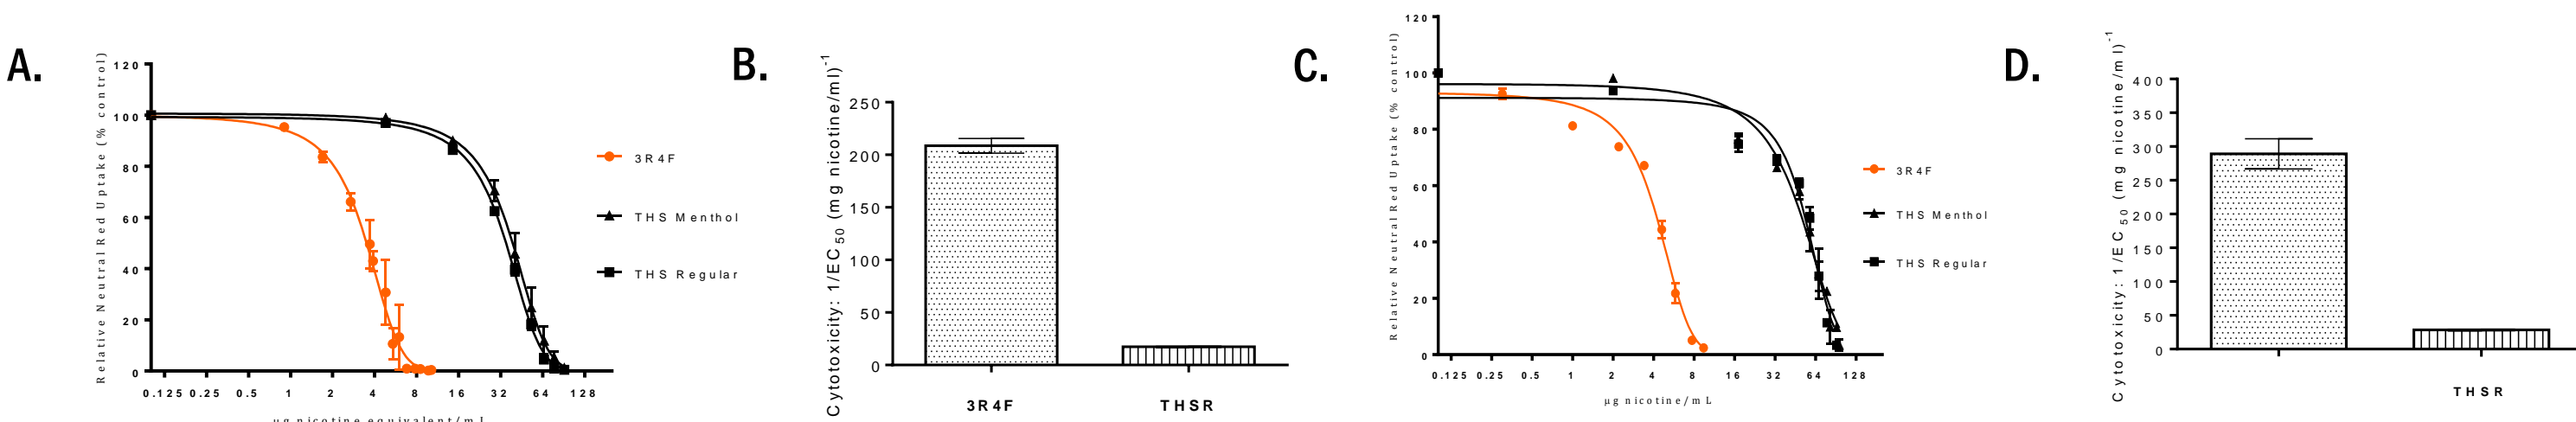 A.
Relative Neutral Red Uptake (% control)
120
100
80
60
40
20
0
0.125 0.25 0.5 1 2 4 8 16 32 64 128
µg nicotine equivalent/mL
3R4F
THS Menthol
THS Regular
B.
Cytotoxicity: 1/EC50 (mg nicotine/ml)-1
250
200
150
100
50
0
3R4F THSR
C.
Relative Neutral Red Uptake (% control)
120
100
80
60
40
20
0
0.125 0.25 0.5 1 2 4 8 16 32 64 128
µg nicotine/mL
3R4F
THS Menthol
THS Regular
D.
Cytotoxicity: 1/EC50 (mg nicotine/ml)-1
400
350
300
250
200
150
100
50
0
THSR